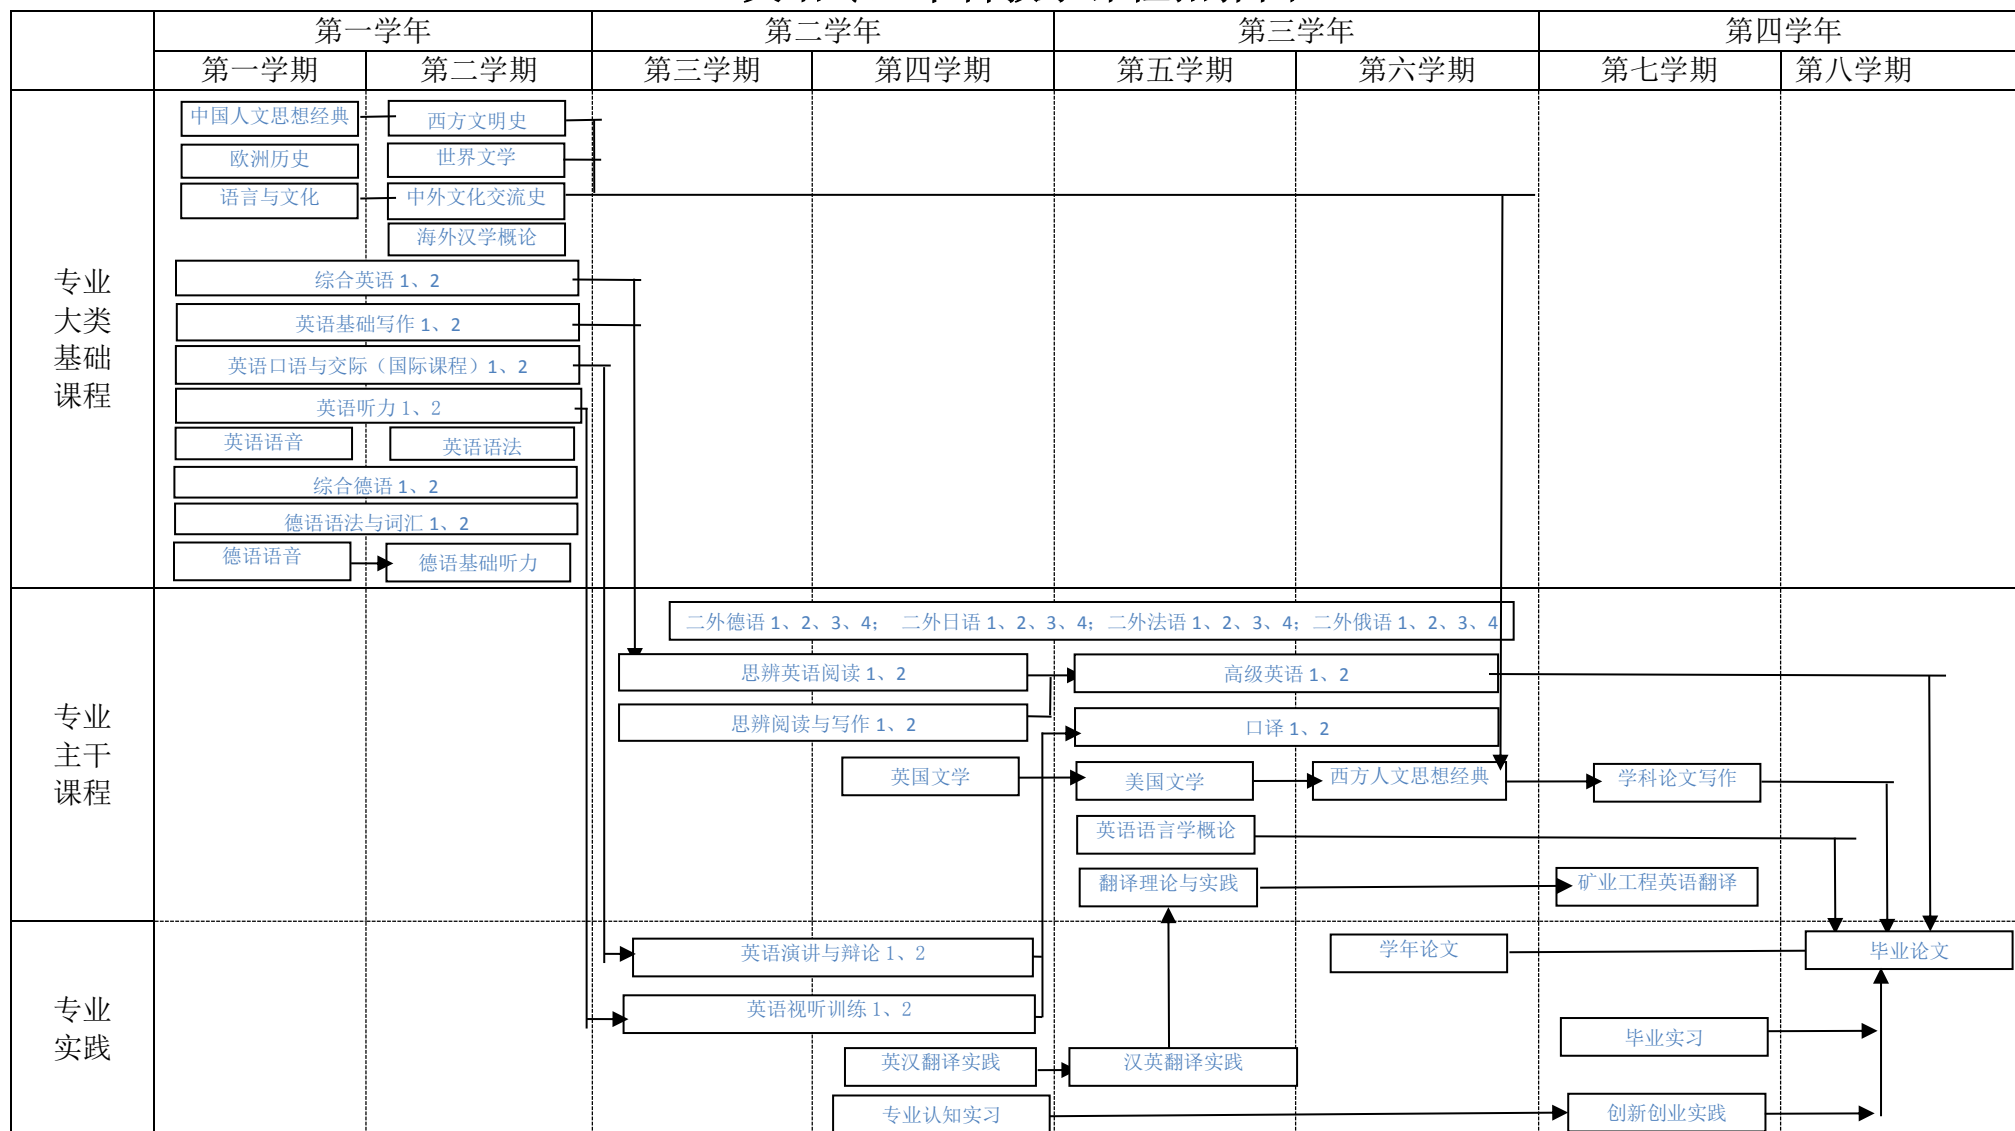 第一学年 第二学年 第三学年 第四学年
第一学期 第二学期 第三学期 第四学期 第五学期 第六学期 第七学期 第八学期
专业
大类
基础
课程
中国人文思想经典 西方文明史
欧洲历史 世界文学
语言与文化 中外文化交流史
海外汉学概论
综合英语 1、2
英语基础写作 1、2
英语口语与交际（国际课程）1、2
英语听力 1、2
英语语音 英语语法
综合德语 1、2
德语语法与词汇 1、2
德语语音 德语基础听力
专业
主干
课程
二外德语 1、2、3、4； 二外日语 1、2、3、4；二外法语 1、2、3、4；二外俄语 1、2、3、4
思辨英语阅读 1、2 高级英语 1、2
思辨阅读与写作 1、2 口译 1、2
英国文学 美国文学 西方人文思想经典 学科论文写作
英语语言学概论
翻译理论与实践 矿业工程英语翻译
专业
实践
英语演讲与辩论 1、2 学年论文 毕业论文
英语视听训练 1、2
毕业实习
英汉翻译实践 汉英翻译实践
专业认知实习 创新创业实践